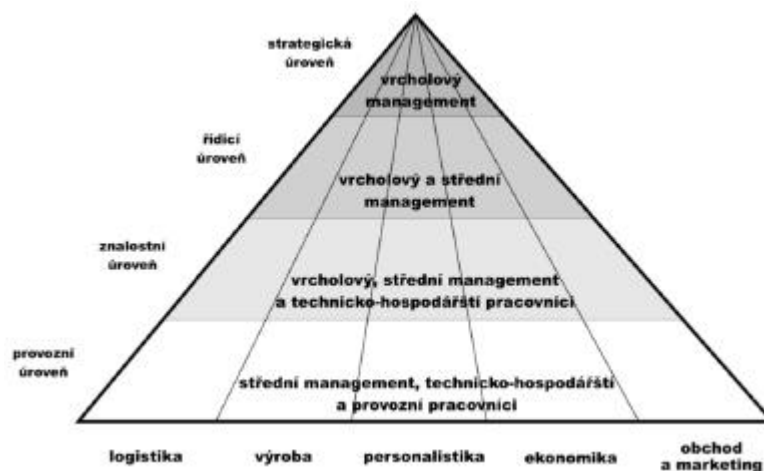 strategická
úroveň
vrcholový
management
řídicí
úroveň
vrcholový a střední
management
znalostní
úroveň
vrcholový, střední management
a technicko-hospodářští pracovníci
provozní
úroveň
střední management, technicko-hospodářští
a provozní pracovníci
logistika
výroba
personalistika
ekonomika
obchod
a marketing